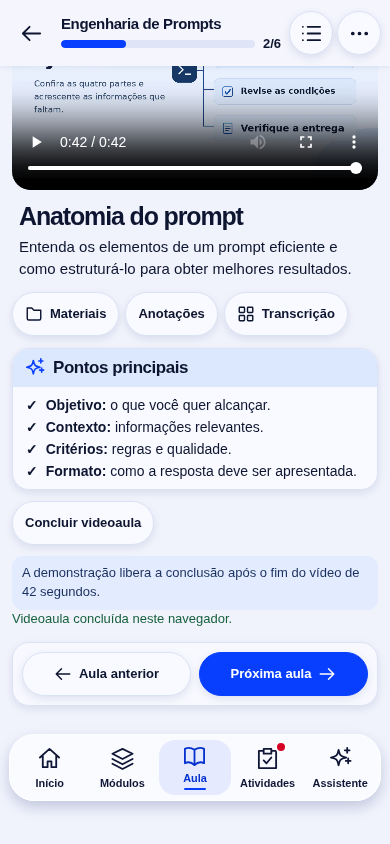 Engenharia de Prompts
2/6
Confira as quatro partes e
acrescente as informações que
faltam.
Revise as condições
Verifique a entrega
0:42 / 0:42
Anatomia do prompt
Entenda os elementos de um prompt eficiente e
como estruturá-lo para obter melhores resultados.
Materiais
Anotações
Transcrição
Pontos principais
✓ Objetivo: o que você quer alcançar.
✓ Contexto: informações relevantes.
✓ Critérios: regras e qualidade.
✓ Formato: como a resposta deve ser apresentada.
Concluir videoaula
A demonstração libera a conclusão após o fim do vídeo de
42 segundos.
Videoaula concluída neste navegador.
Aula anterior
Próxima aula
Início
Módulos
Aula
Atividades
Assistente